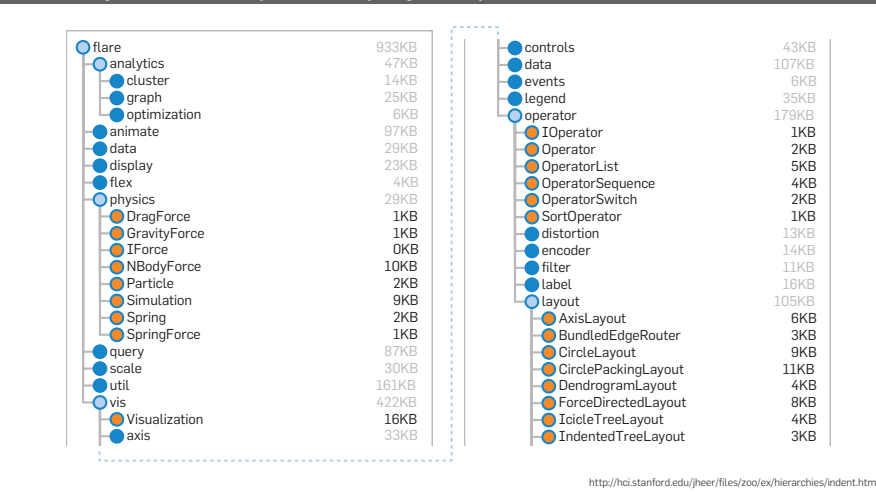 flare 933KB
analytics 47KB
cluster 14KB
graph 25KB
optimization 6KB
animate 97KB
data 29KB
display 23KB
flex 4KB
physics 29KB
DragForce 1KB
GravityForce 1KB
IForce 0KB
NBodyForce 10KB
Particle 2KB
Simulation 9KB
Spring 2KB
SpringForce 1KB
query 87KB
scale 30KB
util 161KB
vis 422KB
Visualization 16KB
axis 33KB
controls 43KB
data 107KB
events 6KB
legend 35KB
operator 179KB
IOperator 1KB
Operator 2KB
OperatorList 5KB
OperatorSequence 4KB
OperatorSwitch 2KB
SortOperator 1KB
distortion 13KB
encoder 14KB
filter 11KB
label 16KB
layout 105KB
AxisLayout 6KB
BundledEdgeRouter 3KB
CircleLayout 9KB
CirclePackingLayout 11KB
DendrogramLayout 4KB
ForceDirectedLayout 8KB
IcicleTreeLayout 4KB
IndentedTreeLayout 3KB
http://hci.stanford.edu/jheer/files/zoo/ex/hierarchies/indent.htm